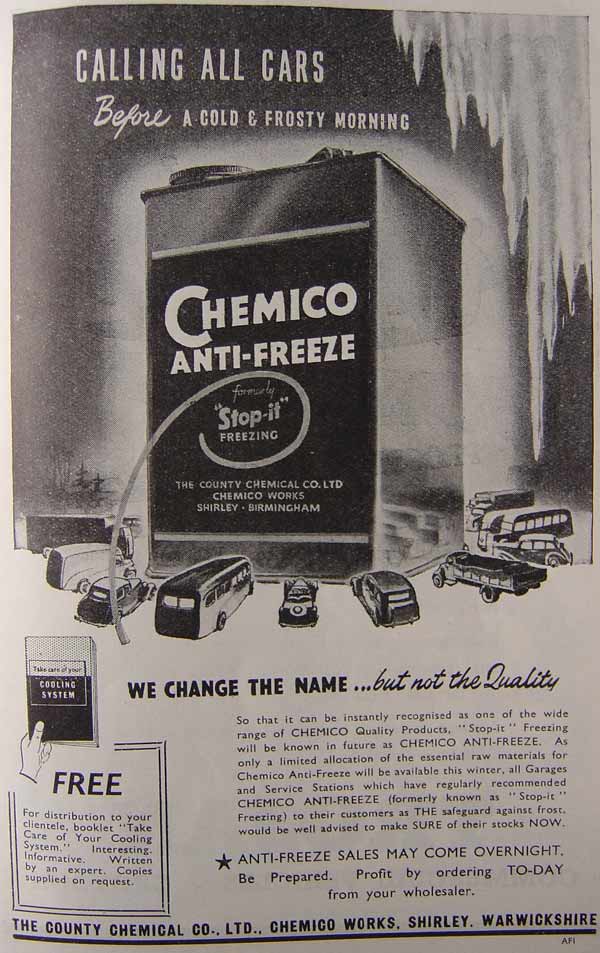 CALLING ALL CARS
Before A COLD & FROSTY MORNING
CHEMICO
ANTI-FREEZE
formerly
"Stop-it"
FREEZING
THE COUNTY CHEMICAL CO. LTD
CHEMICO WORKS
SHIRLEY · BIRMINGHAM
WE CHANGE THE NAME ...but not the Quality
Take care of your
COOLING
SYSTEM
FREE
For distribution to your
clientele, booklet "Take
Care of Your Cooling
System." Interesting.
Informative. Written
by an expert. Copies
supplied on request.
So that it can be instantly recognised as one of the wide
range of CHEMICO Quality Products, "Stop-it" Freezing
will be known in future as CHEMICO ANTI-FREEZE. As
only a limited allocation of the essential raw materials for
Chemico Anti-Freeze will be available this winter, all Garages
and Service Stations which have regularly recommended
CHEMICO ANTI-FREEZE (formerly known as "Stop-it"
Freezing) to their customers as THE safeguard against frost,
would be well advised to make SURE of their stocks NOW.
★ ANTI-FREEZE SALES MAY COME OVERNIGHT.
Be Prepared. Profit by ordering TO-DAY
from your wholesaler.
THE COUNTY CHEMICAL CO., LTD., CHEMICO WORKS, SHIRLEY, WARWICKSHIRE
AF1